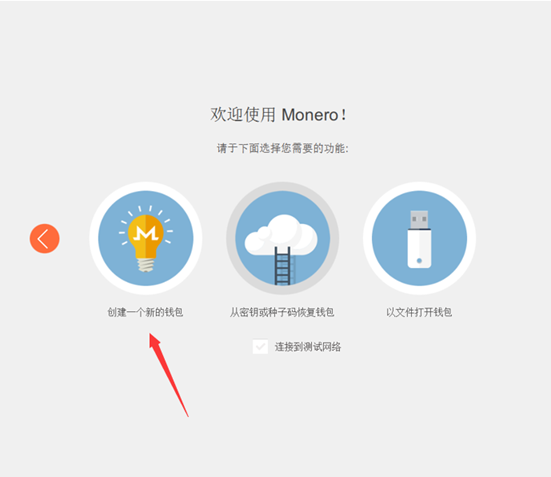 欢迎使用 Monero！
请于下面选择您需要的功能:
创建一个新的钱包
从密钥或种子码恢复钱包
以文件打开钱包
连接到测试网络